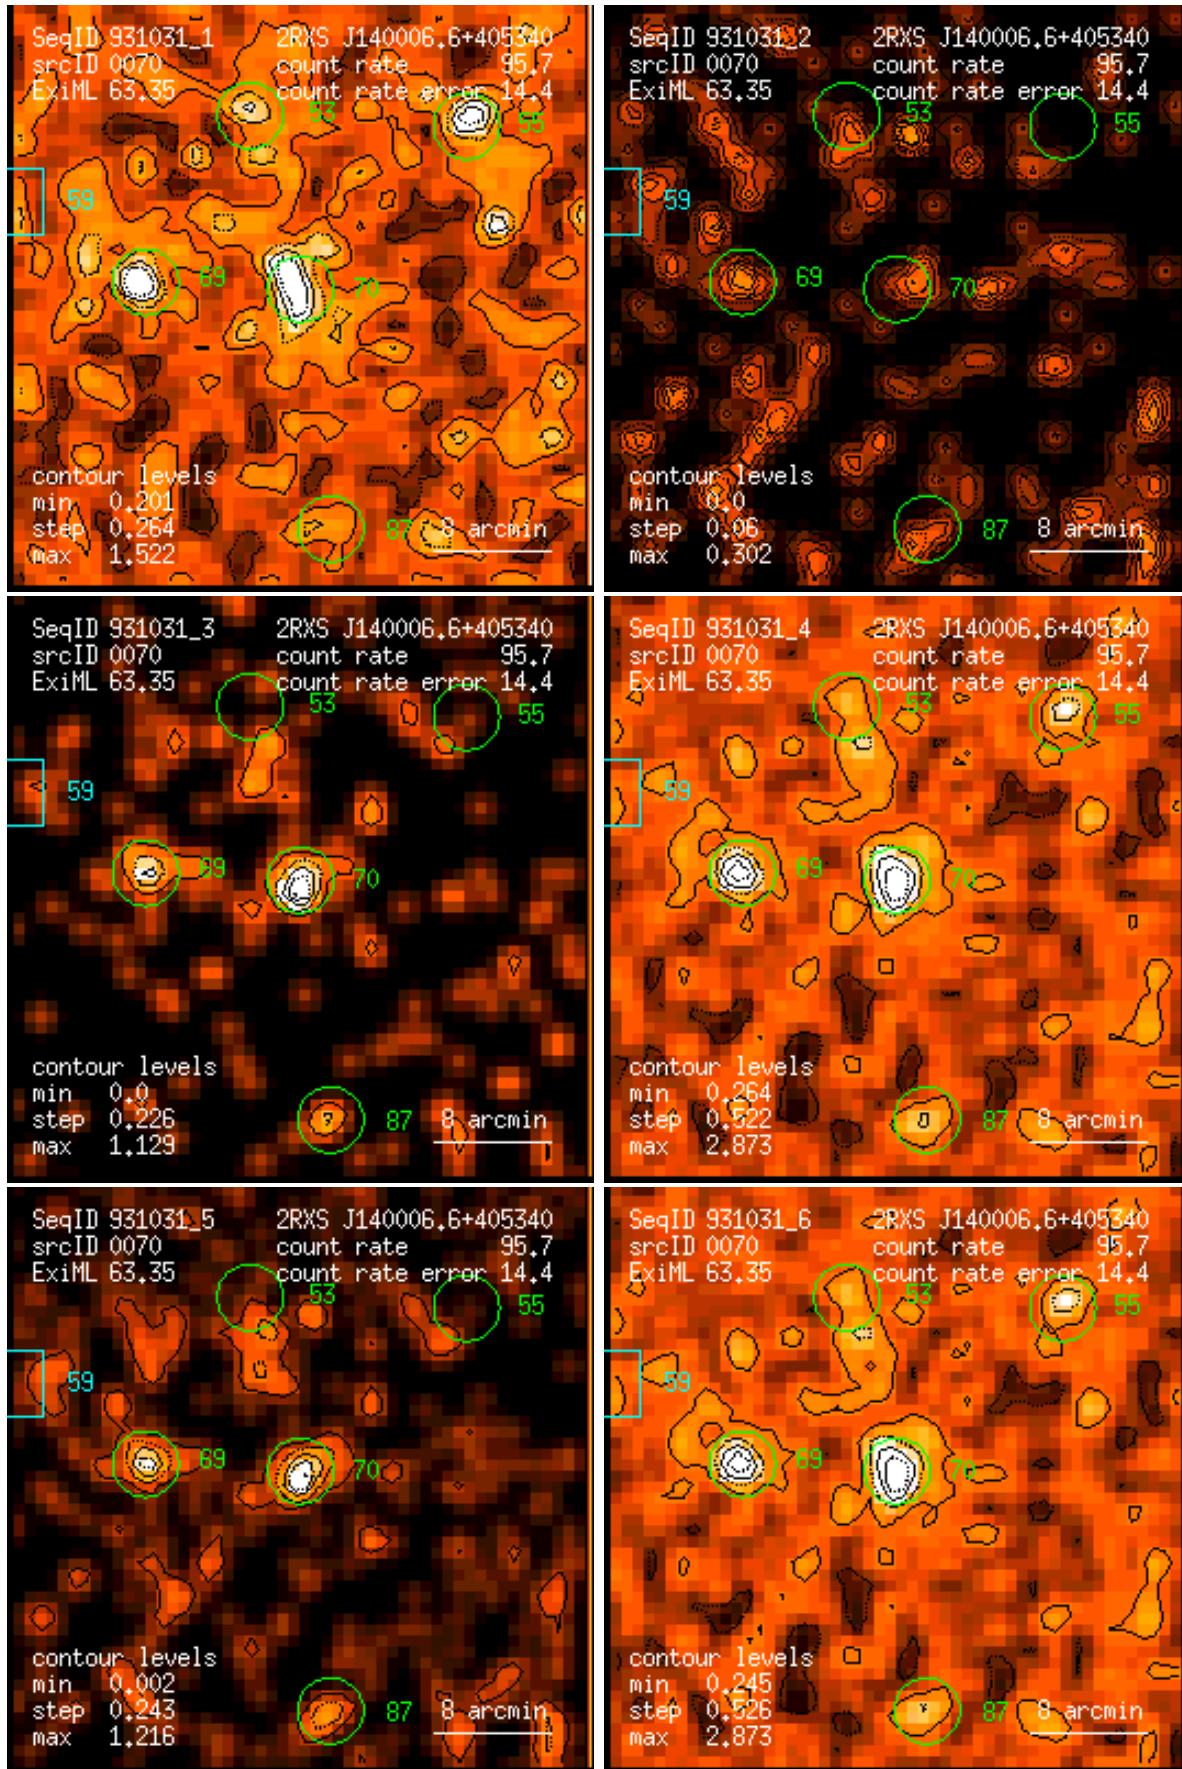 SeqID 931031_1 2RXS J140006.6+405340
srcID 0070 count rate 95.7
ExiML 63.35 count rate error 14.4
53
55
59
69
70
contour levels
min 0.201
step 0.264
max 1.522
87
8 arcmin
SeqID 931031_2 2RXS J140006.6+405340
srcID 0070 count rate 95.7
ExiML 63.35 count rate error 14.4
53
55
59
69
70
contour levels
min 0.0
step 0.06
max 0.302
87
8 arcmin
SeqID 931031_3 2RXS J140006.6+405340
srcID 0070 count rate 95.7
ExiML 63.35 count rate error 14.4
53
55
59
69
70
contour levels
min 0.0
step 0.226
max 1.129
87
8 arcmin
SeqID 931031_4 2RXS J140006.6+405340
srcID 0070 count rate 95.7
ExiML 63.35 count rate error 14.4
53
55
59
69
70
contour levels
min 0.264
step 0.522
max 2.873
87
8 arcmin
SeqID 931031_5 2RXS J140006.6+405340
srcID 0070 count rate 95.7
ExiML 63.35 count rate error 14.4
53
55
59
69
70
contour levels
min 0.002
step 0.243
max 1.216
87
8 arcmin
SeqID 931031_6 2RXS J140006.6+405340
srcID 0070 count rate 95.7
ExiML 63.35 count rate error 14.4
53
55
59
69
70
contour levels
min 0.245
step 0.526
max 2.873
87
8 arcmin